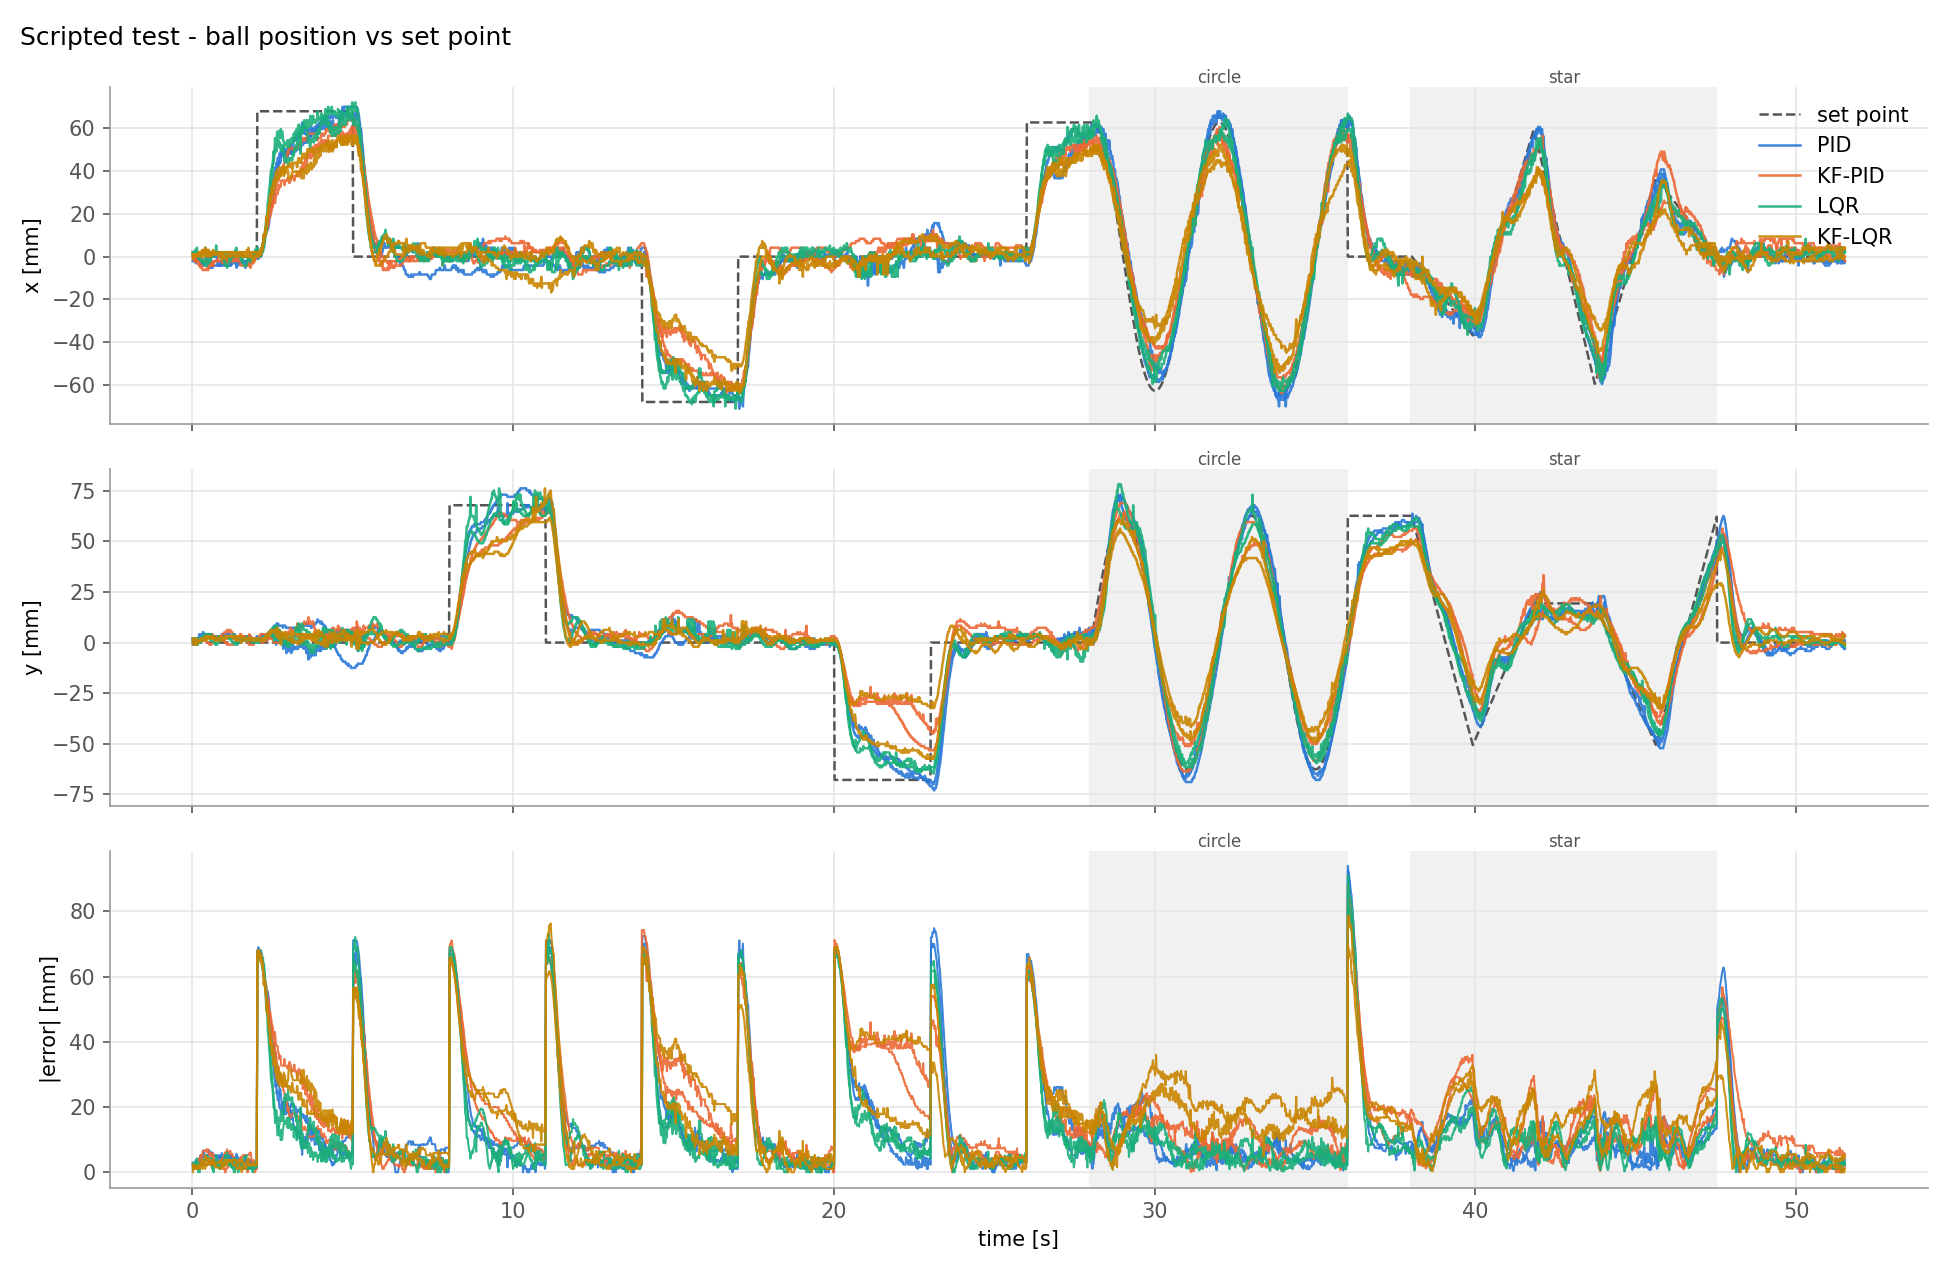 Scripted test - ball position vs set point
circle
star
x [mm]
60
40
20
0
−20
−40
−60
set point
PID
KF-PID
LQR
KF-LQR
circle
star
y [mm]
75
50
25
0
−25
−50
−75
circle
star
|error| [mm]
80
60
40
20
0
0
10
20
30
40
50
time [s]